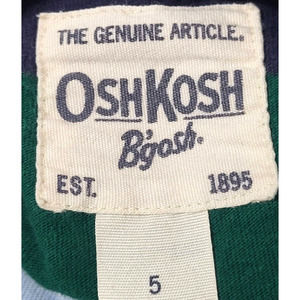 THE GENUINE ARTICLE.
OSHKOSH
B'gosh.
EST. 1895
5